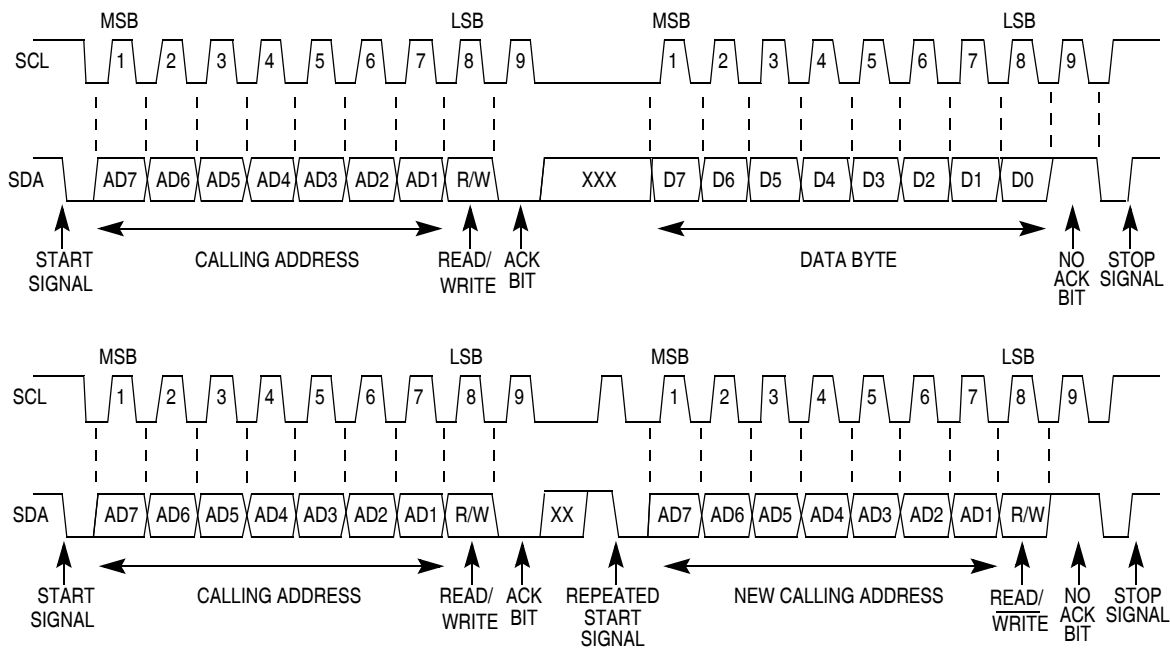 MSB LSB MSB LSB
SCL 1 2 3 4 5 6 7 8 9 1 2 3 4 5 6 7 8 9
SDA AD7 AD6 AD5 AD4 AD3 AD2 AD1 R/W XXX D7 D6 D5 D4 D3 D2 D1 D0
START SIGNAL
CALLING ADDRESS
READ/
WRITE
ACK
BIT
DATA BYTE
NO
ACK
BIT
STOP
SIGNAL
MSB LSB MSB LSB
SCL 1 2 3 4 5 6 7 8 9 1 2 3 4 5 6 7 8 9
SDA AD7 AD6 AD5 AD4 AD3 AD2 AD1 R/W XX AD7 AD6 AD5 AD4 AD3 AD2 AD1 R/W
START
SIGNAL
CALLING ADDRESS
READ/
WRITE
ACK
BIT
REPEATED
START
SIGNAL
NEW CALLING ADDRESS
READ/
WRITE
NO
ACK
BIT
STOP
SIGNAL